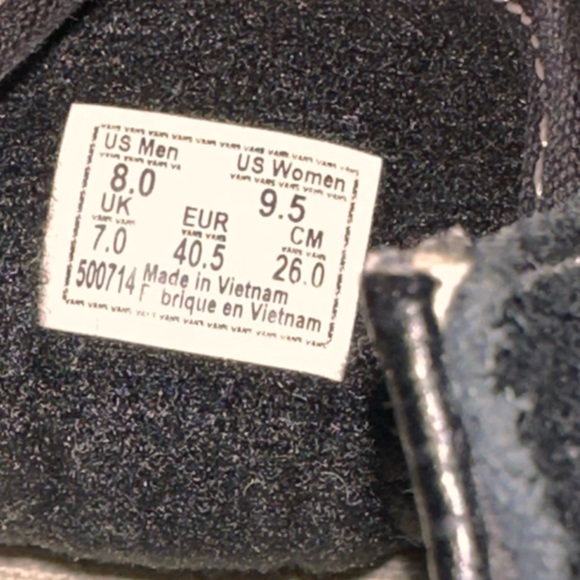 US Men US Women
8.0 9.5
UK EUR CM
7.0 40.5 26.0
500714 Made in Vietnam
F brique en Vietnam